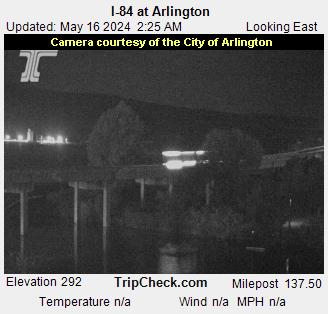 I-84 at Arlington
Updated: May 16 2024 2:25 AM Looking East
Camera courtesy of the City of Arlington
Elevation 292 TripCheck.com Milepost 137.50
Temperature n/a Wind n/a MPH n/a